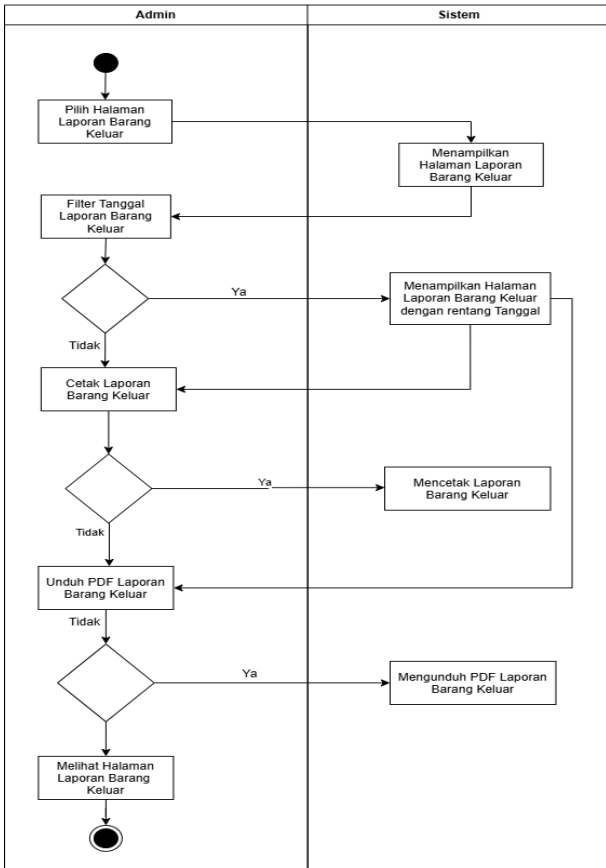 Admin
Sistem
Pilih Halaman
Laporan Barang
Keluar
Menampilkan
Halaman Laporan
Barang Keluar
Filter Tanggal
Laporan Barang
Keluar
Ya
Menampilkan Halaman
Laporan Barang Keluar
dengan rentang Tanggal
Tidak
Cetak Laporan
Barang Keluar
Ya
Mencetak Laporan
Barang Keluar
Tidak
Unduh PDF Laporan
Barang Keluar
Tidak
Ya
Mengunduh PDF Laporan
Barang Keluar
Melihat Halaman
Laporan Barang
Keluar